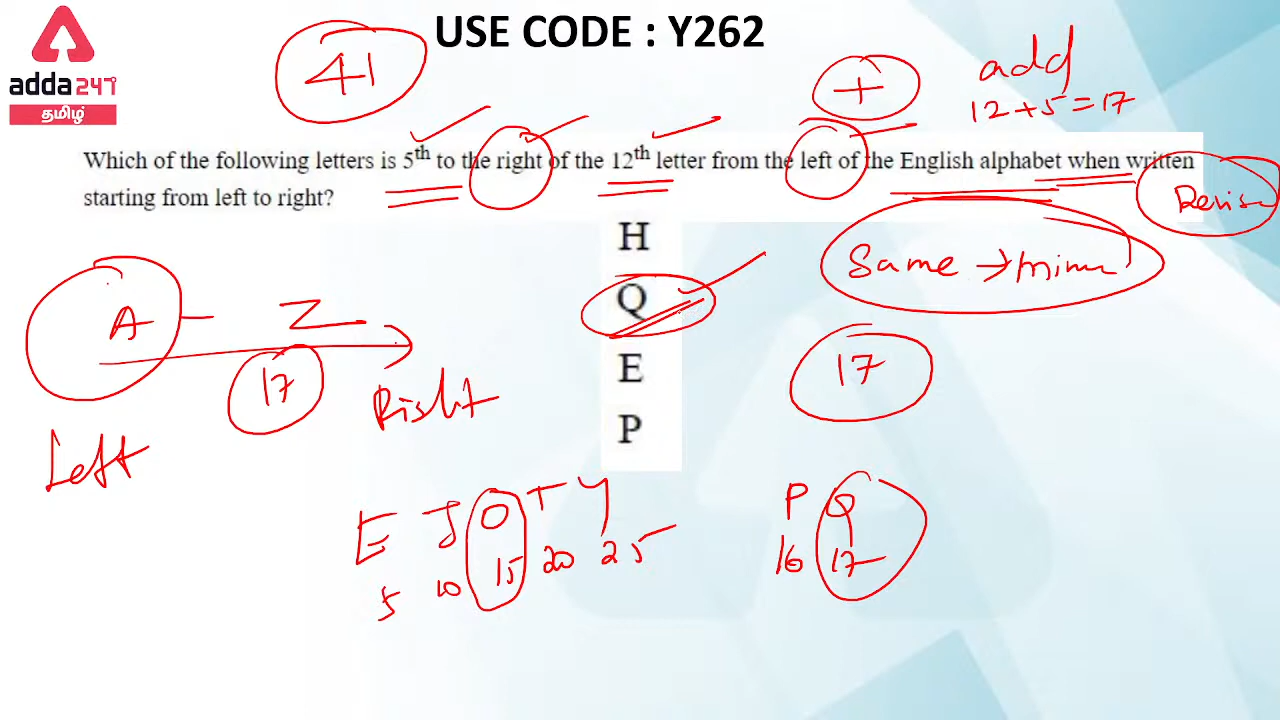 USE CODE : Y262
adda247
தமிழ்
41
+
add
12+5=17
Which of the following letters is 5th to the right of the 12th letter from the left of the English alphabet when written
starting from left to right?
Same → minu
H
Q
E
P
A - Z
17
Right
Left
17
E J O T Y
5 10 15 20 25
P Q
16 17